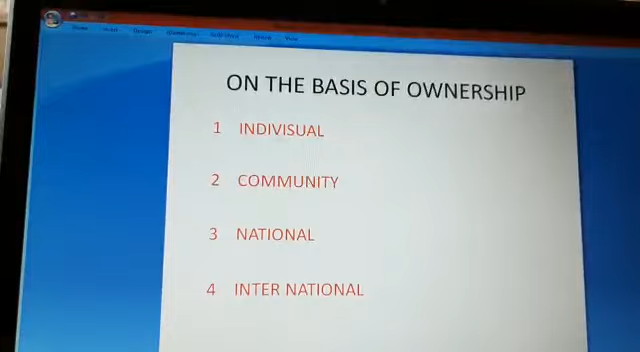 ON THE BASIS OF OWNERSHIP
1 INDIVISUAL
2 COMMUNITY
3 NATIONAL
4 INTER NATIONAL